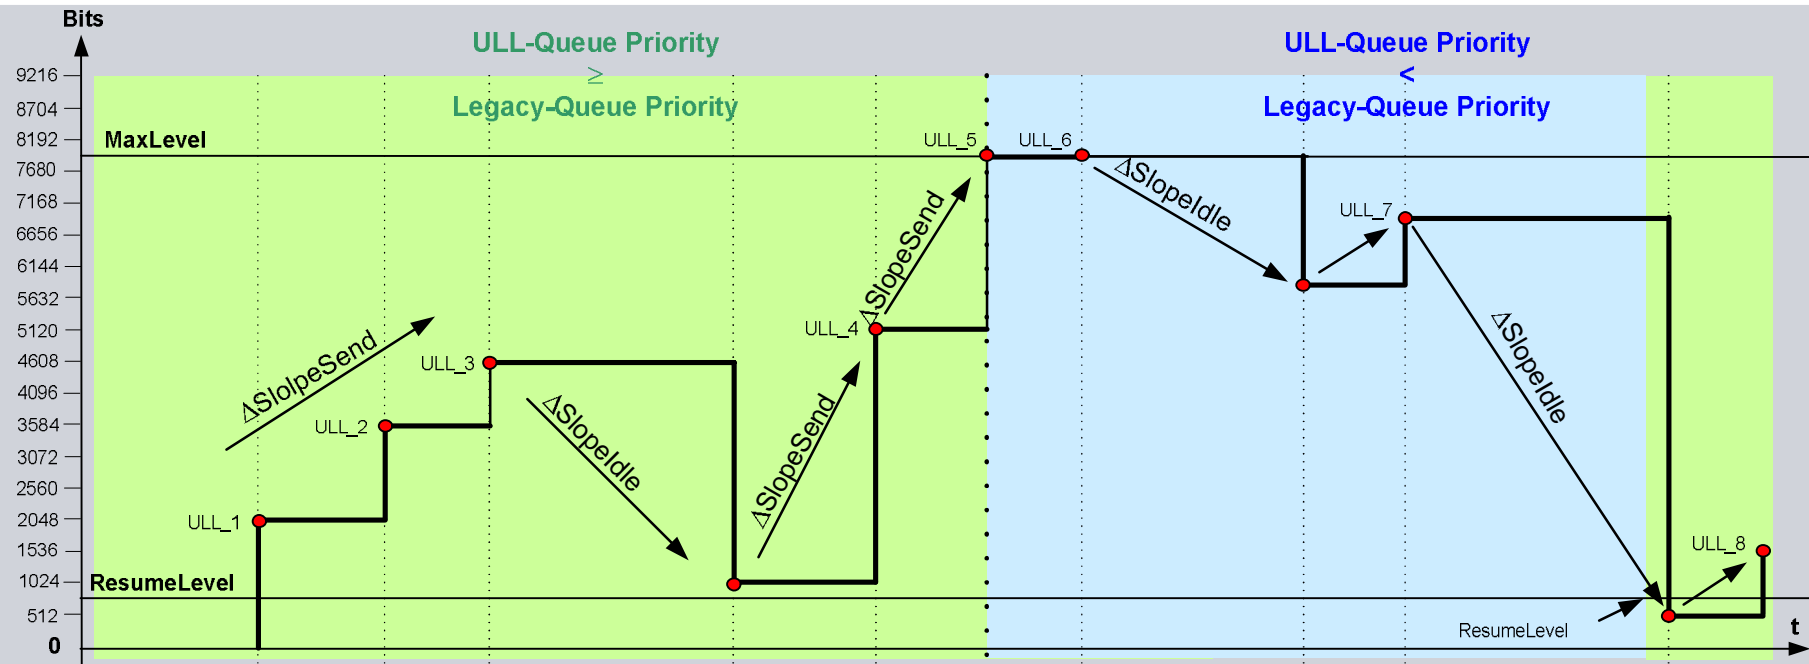 Bits
ULL-Queue Priority
≥
Legacy-Queue Priority
ULL-Queue Priority
<
Legacy-Queue Priority
9216
8704
8192
7680
7168
6656
6144
5632
5120
4608
4096
3584
3072
2560
2048
1536
1024
512
0
MaxLevel
ResumeLevel
ULL_1
ULL_2
ULL_3
ULL_4
ULL_5
ULL_6
ULL_7
ULL_8
ΔSlolpeSend
ΔSlopeIdle
ΔSlopeSend
ΔSlopeSend
ΔSlopeIdle
ΔSlopeIdle
ResumeLevel
t